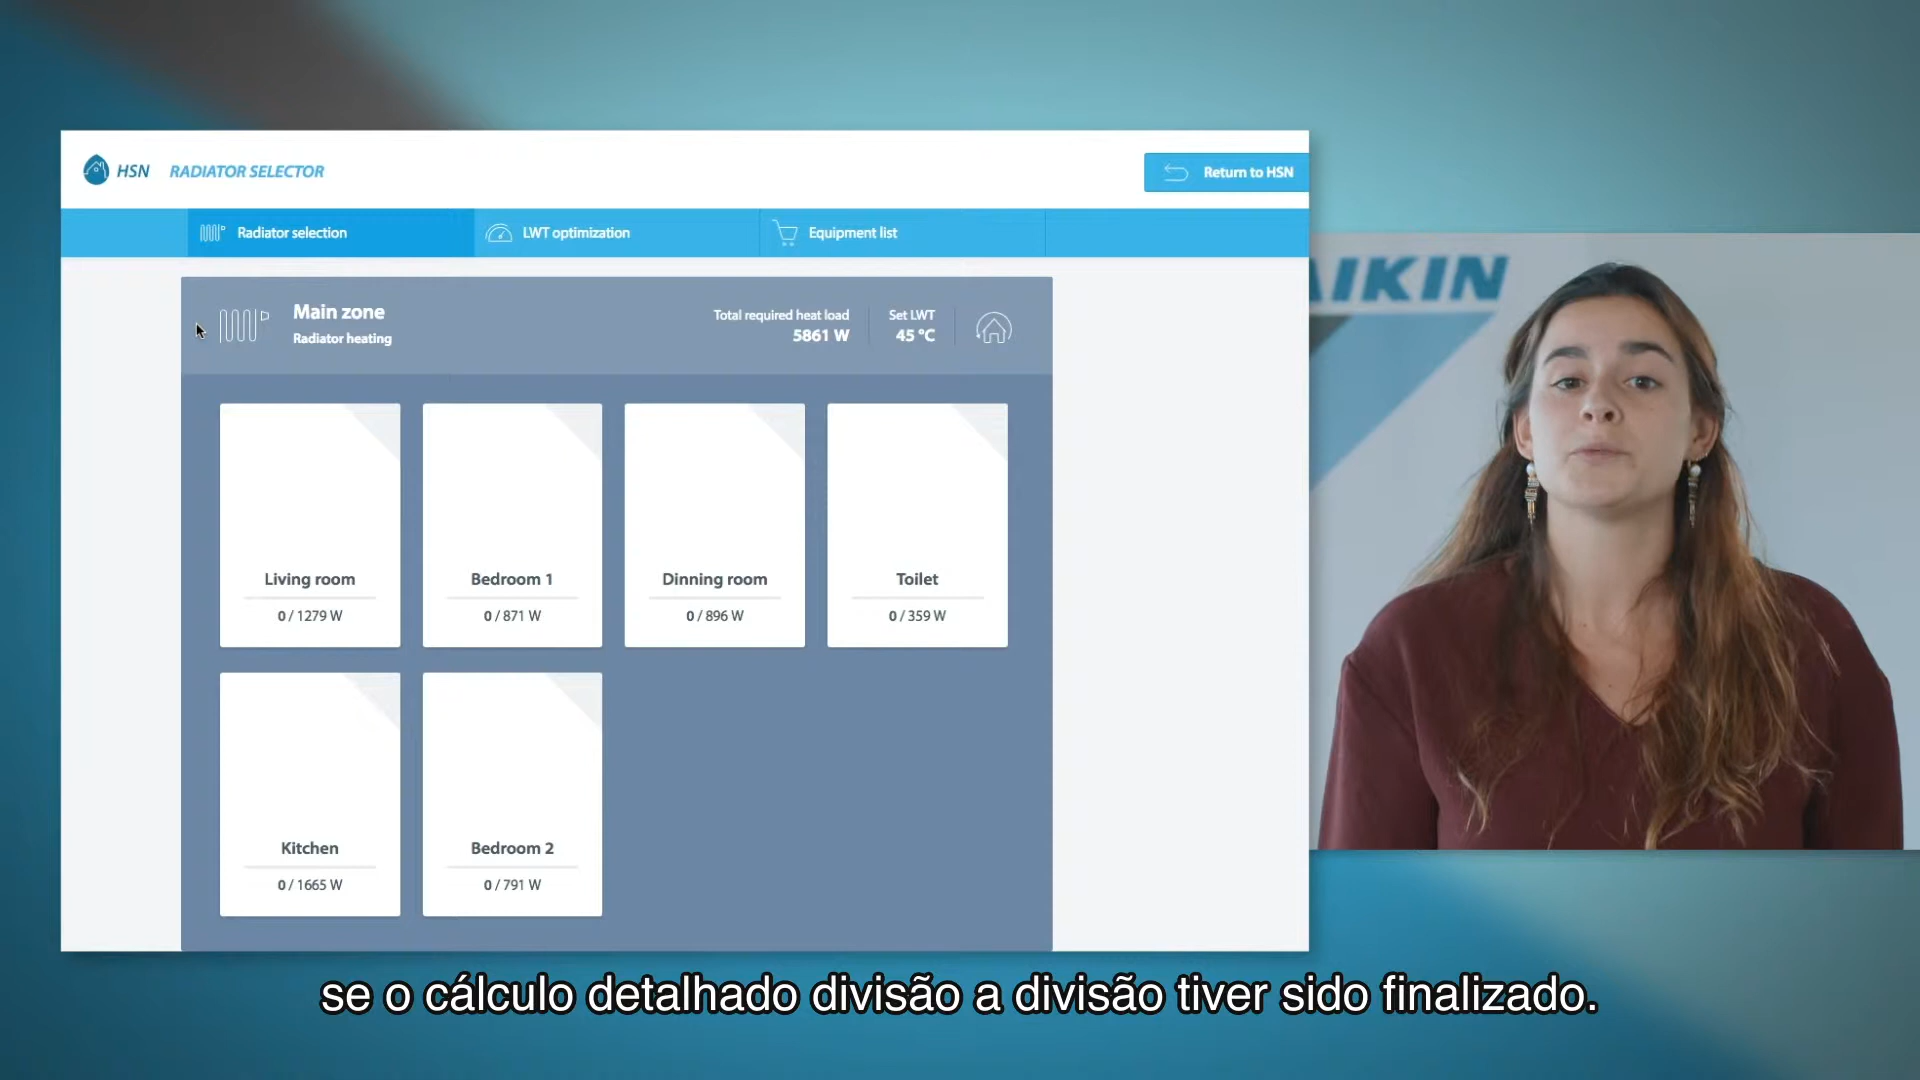 HSN RADIATOR SELECTOR
Return to HSN
Radiator selection
LWT optimization
Equipment list
Main zone
Radiator heating
Total required heat load
5861 W
Set LWT
45 °C
Living room
0 / 1279 W
Bedroom 1
0 / 871 W
Dinning room
0 / 896 W
Toilet
0 / 359 W
Kitchen
0 / 1665 W
Bedroom 2
0 / 791 W
AIKIN
se o cálculo detalhado divisão a divisão tiver sido finalizado.